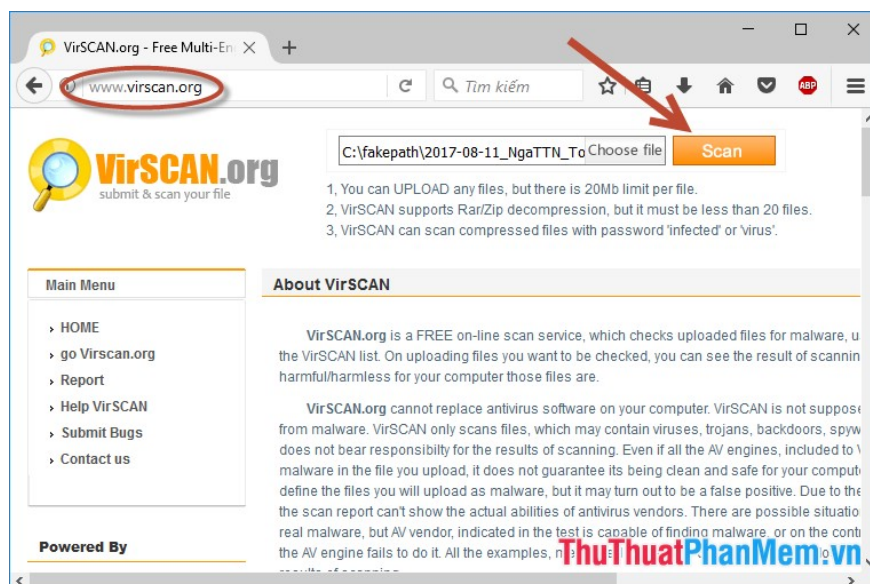 VirSCAN.org - Free Multi-En
www.virscan.org
Tìm kiếm
ABP
VirSCAN.org
submit & scan your file
C:\fakepath\2017-08-11_NgaTTN_To Choose file Scan
1, You can UPLOAD any files, but there is 20Mb limit per file.
2, VirSCAN supports Rar/Zip decompression, but it must be less than 20 files.
3, VirSCAN can scan compressed files with password 'infected' or 'virus'.
Main Menu
HOME
go Virscan.org
Report
Help VirSCAN
Submit Bugs
Contact us
Powered By
About VirSCAN
VirSCAN.org is a FREE on-line scan service, which checks uploaded files for malware, u
the VirSCAN list. On uploading files you want to be checked, you can see the result of scannin
harmful/harmless for your computer those files are.
VirSCAN.org cannot replace antivirus software on your computer. VirSCAN is not suppose
from malware. VirSCAN only scans files, which may contain viruses, trojans, backdoors, spyw
does not bear responsibilty for the results of scanning. Even if all the AV engines, included to
malware in the file you upload, it does not guarantee its being clean and safe for your compute
define the files you will upload as malware, but it may turn out to be a false positive. Due to the
the scan report can't show the actual abilities of antivirus vendors. There are possible situatio
real malware, but AV vendor, indicated in the test is capable of finding malware, or on the cont
the AV engine fails to do it. All the examples,
ThuThuatPhanMem.vn